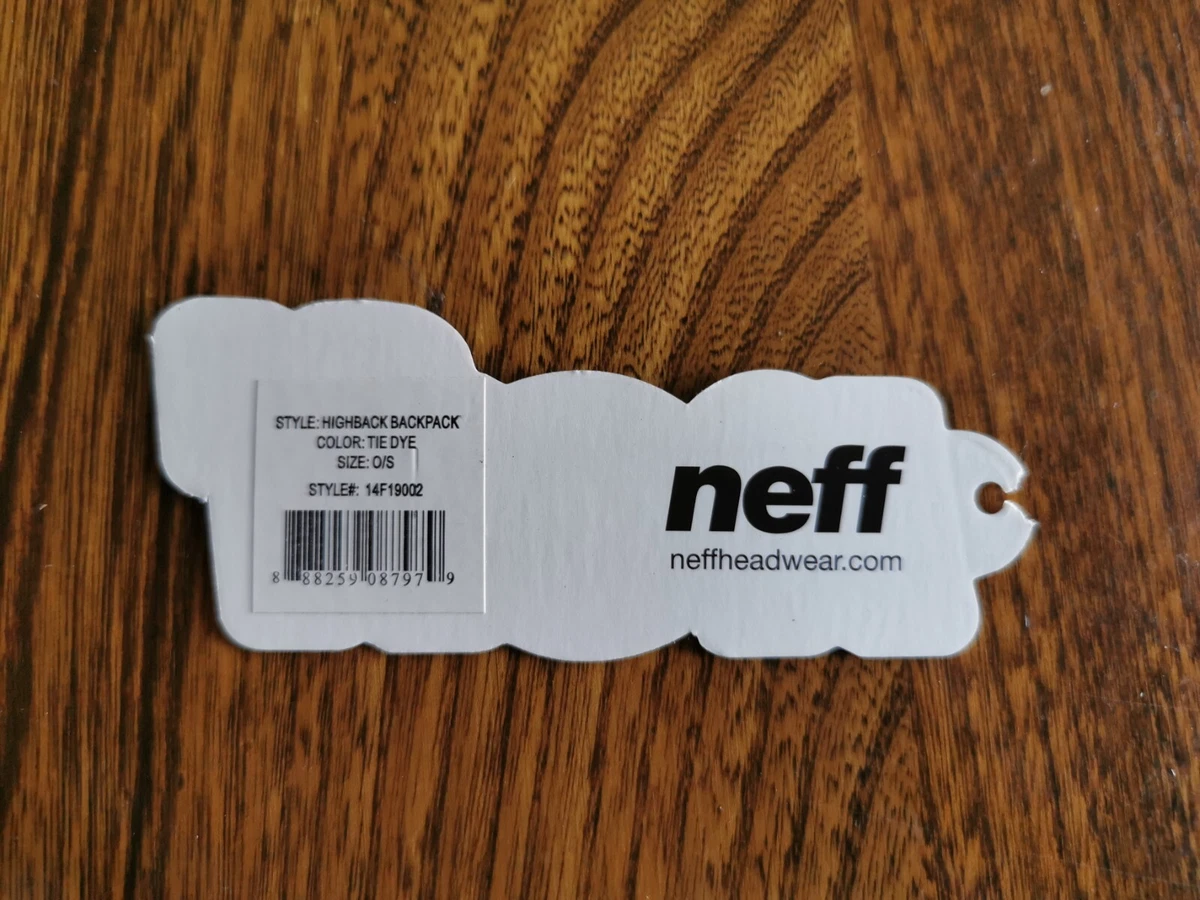 STYLE: HIGHBACK BACKPACK
COLOR: TIE DYE
SIZE: O/S
STYLE#: 14F19002
8 88259 08797 9
neff
neffheadwear.com